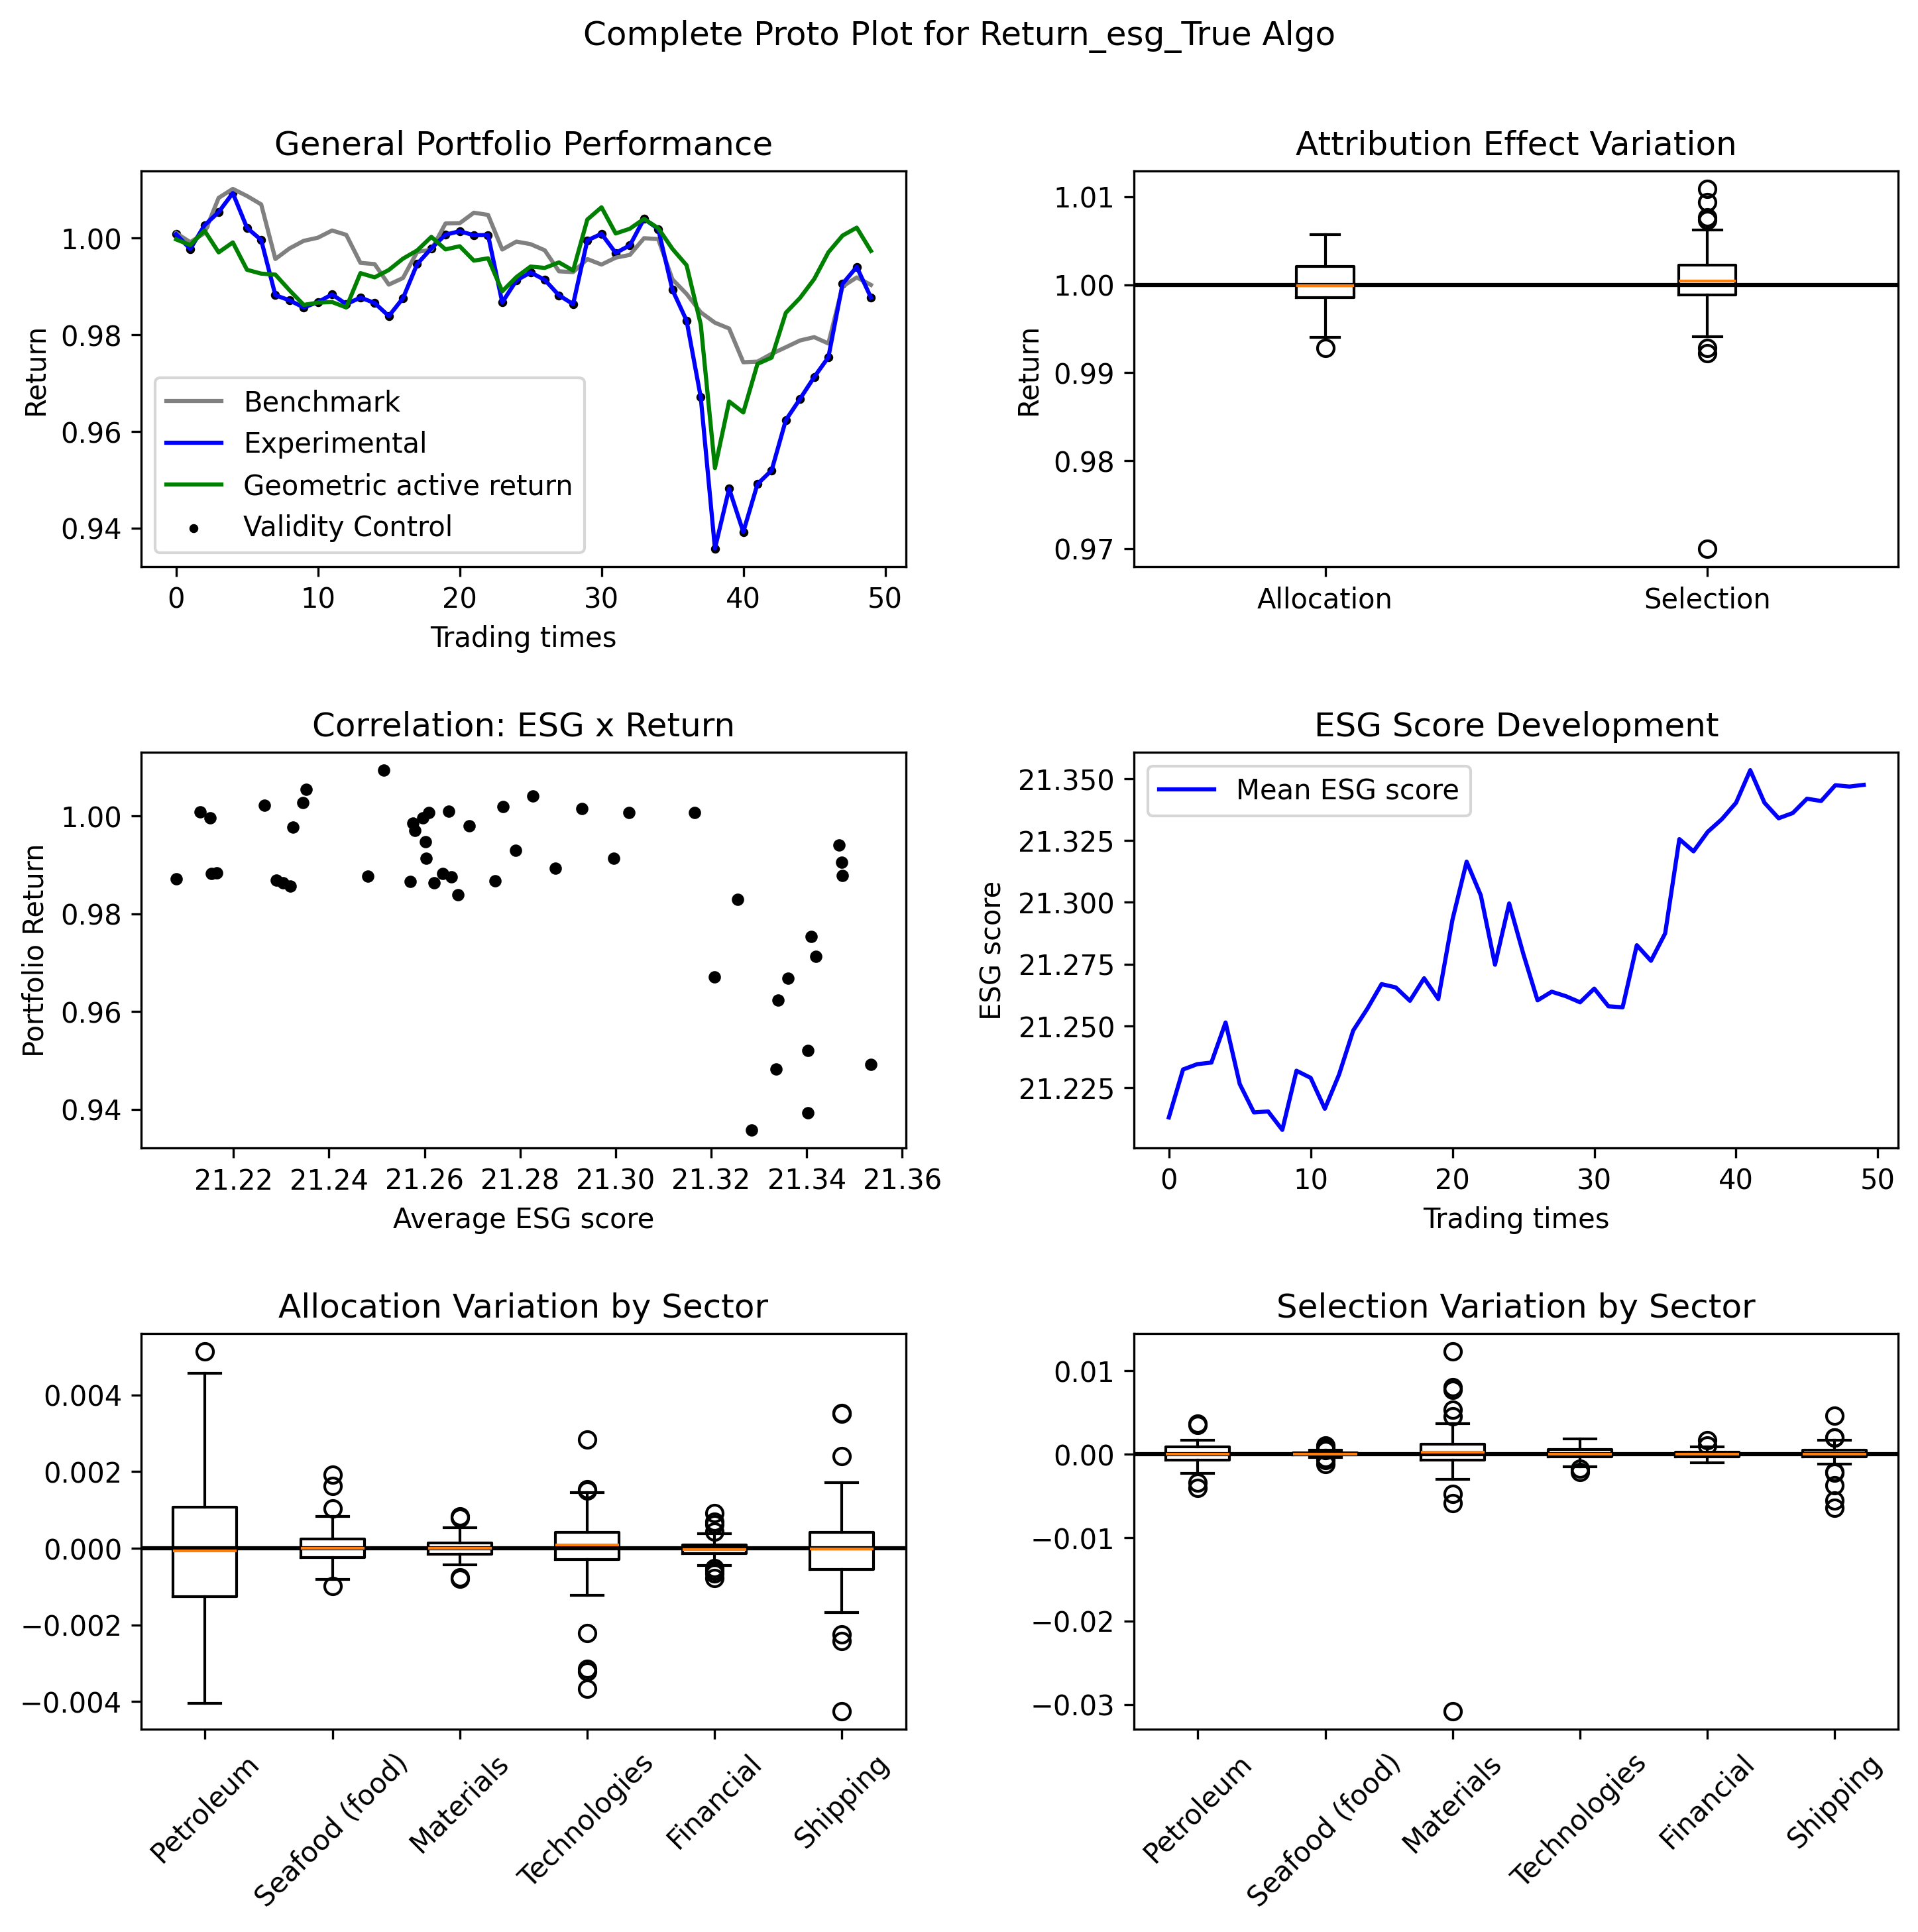 Complete Proto Plot for Return_esg_True Algo
General Portfolio Performance
Return
1.00
0.98
0.96
0.94
Benchmark
Experimental
Geometric active return
Validity Control
0 10 20 30 40 50
Trading times
Attribution Effect Variation
Return
1.01
1.00
0.99
0.98
0.97
Allocation Selection
Correlation: ESG x Return
Portfolio Return
1.00
0.98
0.96
0.94
21.22 21.24 21.26 21.28 21.30 21.32 21.34 21.36
Average ESG score
ESG Score Development
ESG score
21.350
21.325
21.300
21.275
21.250
21.225
Mean ESG score
0 10 20 30 40 50
Trading times
Allocation Variation by Sector
0.004
0.002
0.000
−0.002
−0.004
Petroleum
Seafood (food)
Materials
Technologies
Financial
Shipping
Selection Variation by Sector
0.01
0.00
−0.01
−0.02
−0.03
Petroleum
Seafood (food)
Materials
Technologies
Financial
Shipping